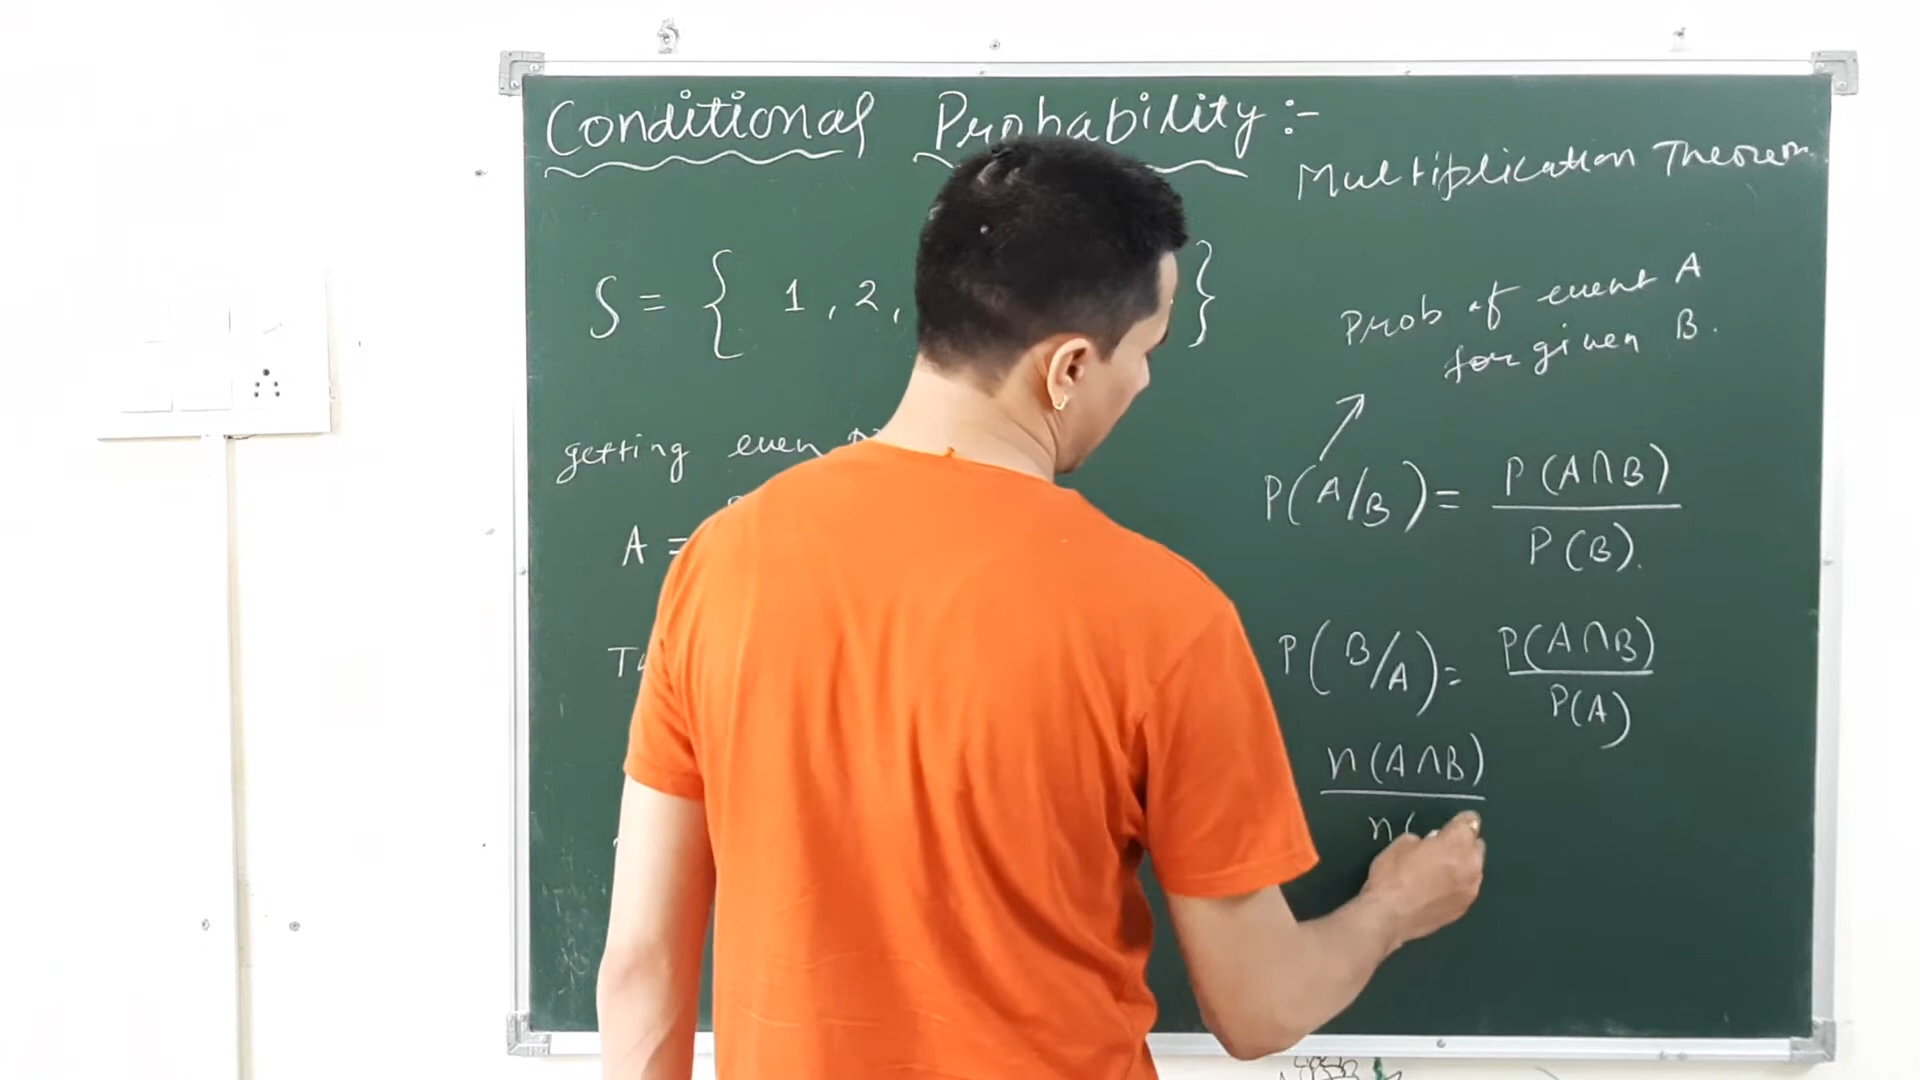 Conditional Probability :-
Multiplication Theorem
S = { 1 , 2 , }
Prob of event A
for given B.
getting even
P(A/B) = P(A∩B) / P(B).
A =
P(B/A) = P(A∩B) / P(A)
n(A∩B)
n(